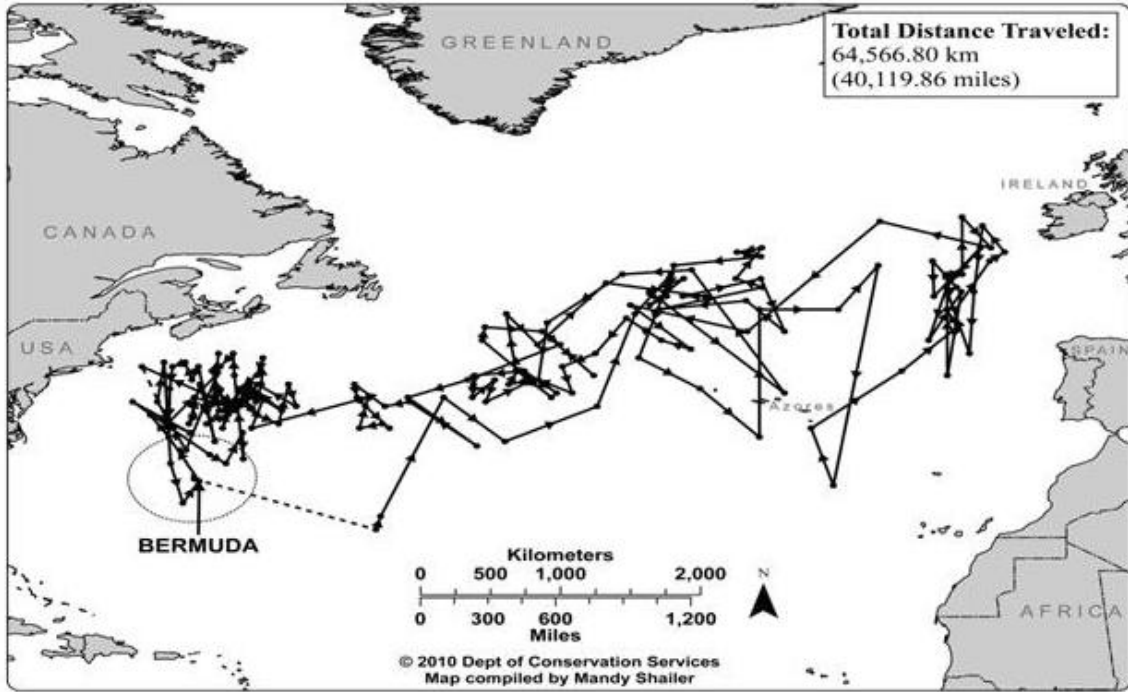 GREENLAND
Total Distance Traveled:
64,566.80 km
(40,119.86 miles)
IRELAND
CANADA
USA
SPAIN
Azores
BERMUDA
Kilometers
0 500 1,000 2,000
N
0 300 600 1,200
Miles
AFRICA
© 2010 Dept of Conservation Services
Map compiled by Mandy Shailer